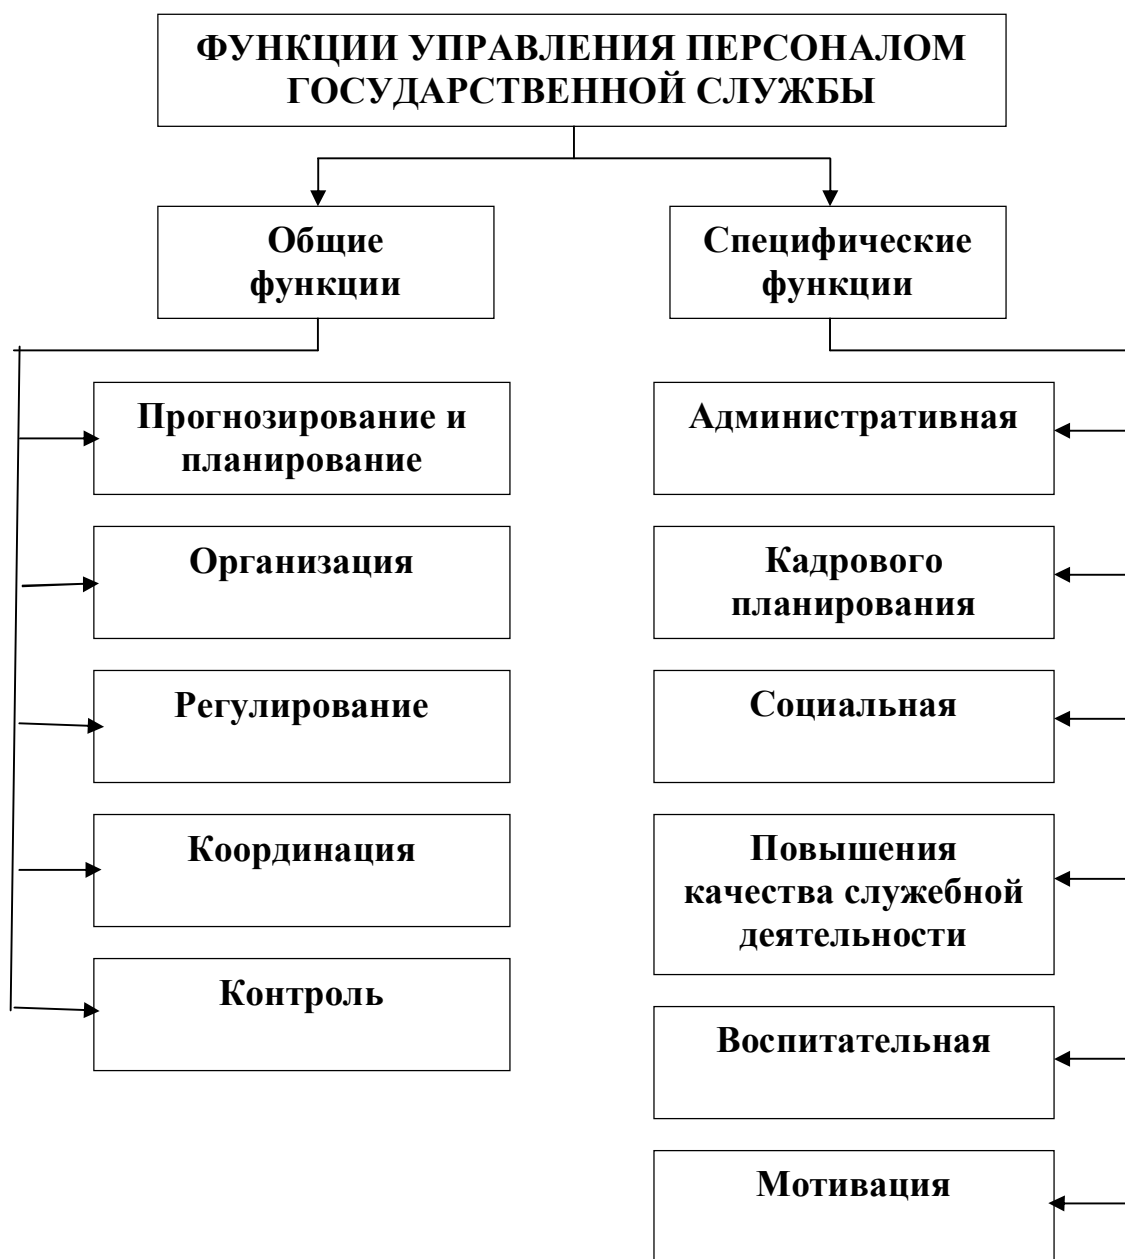 ФУНКЦИИ УПРАВЛЕНИЯ ПЕРСОНАЛОМ
ГОСУДАРСТВЕННОЙ СЛУЖБЫ
Общие
функции
Прогнозирование и
планирование
Организация
Регулирование
Координация
Контроль
Специфические
функции
Административная
Кадрового
планирования
Социальная
Повышения
качества служебной
деятельности
Воспитательная
Мотивация